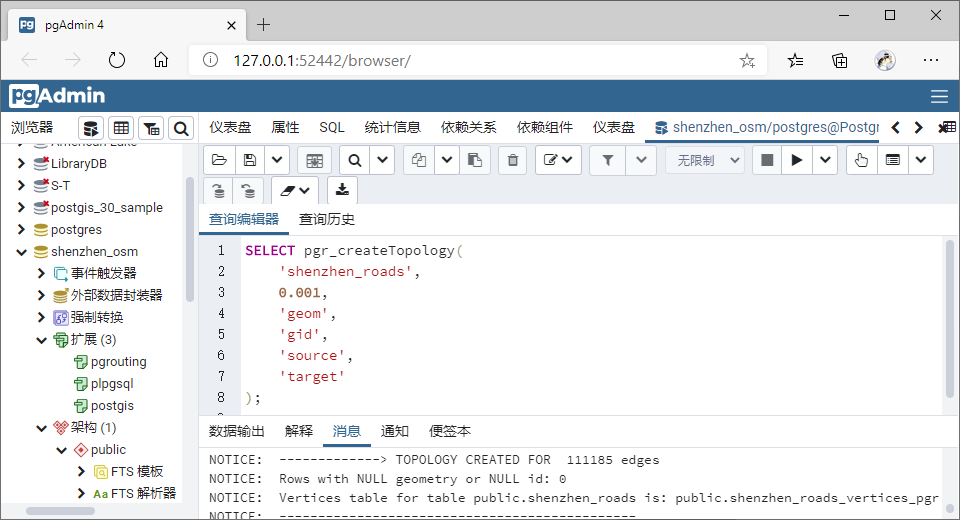 pgAdmin 4
127.0.0.1:52442/browser/
pgAdmin
浏览器
仪表盘 属性 SQL 统计信息 依赖关系 依赖组件 仪表盘 shenzhen_osm/postgres@Postgr
American Lake
LibraryDB
S-T
postgis_30_sample
postgres
shenzhen_osm
事件触发器
外部数据封装器
强制转换
扩展 (3)
pgrouting
plpgsql
postgis
架构 (1)
public
FTS 模板
Aa FTS 解析器
无限制
查询编辑器 查询历史
1 SELECT pgr_createTopology(
2 'shenzhen_roads',
3 0.001,
4 'geom',
5 'gid',
6 'source',
7 'target'
8 );
数据输出 解释 消息 通知 便签本
NOTICE: -------------> TOPOLOGY CREATED FOR 111185 edges
NOTICE: Rows with NULL geometry or NULL id: 0
NOTICE: Vertices table for table public.shenzhen_roads is: public.shenzhen_roads_vertices_pgr
NOTICE: ----------------------------------------------